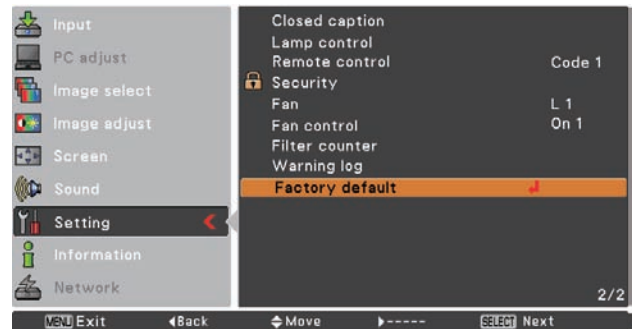 Input
PC adjust
Image select
Image adjust
Screen
Sound
Setting
Information
Network
Closed caption
Lamp control
Remote control Code 1
Security
Fan L 1
Fan control On 1
Filter counter
Warning log
Factory default
2/2
MENU Exit ◀Back Move ▶----- SELECT Next